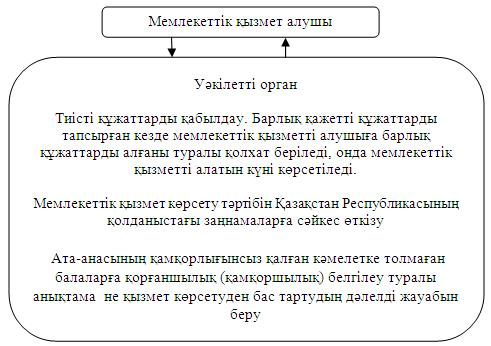 Мемлекеттік қызмет алушы
Уәкілетті орган
Тиісті құжаттарды қабылдау. Барлық қажетті құжаттарды
тапсырған кезде мемлекеттік қызметті алушыға барлық
құжаттарды алғаны туралы қолхат беріледі, онда мемлекеттік
қызметті алатын күні көрсетіледі.
Мемлекеттік қызмет көрсету тәртібін Қазақстан Республикасының
қолданыстағы заңнамаларға сәйкес өткізу
Ата-анасының қамқорлығынсыз қалған кәмелетке толмаған
балаларға қорғаншылық (қамқоршылық) белгілеу туралы
анықтама не қызмет көрсетуден бас тартудың дәлелді жауабын
беру